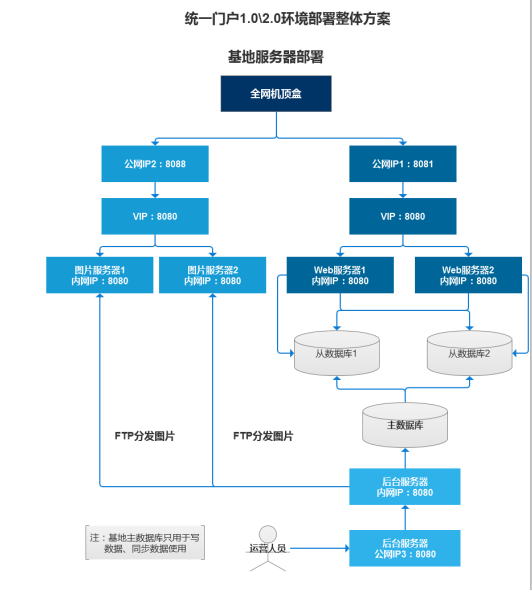 统一门户1.0\2.0环境部署整体方案
基地服务器部署
全网机顶盒
公网IP2：8088
公网IP1：8081
VIP：8080
VIP：8080
图片服务器1
内网IP：8080
图片服务器2
内网IP：8080
Web服务器1
内网IP：8080
Web服务器2
内网IP：8080
从数据库1
从数据库2
主数据库
FTP分发图片
FTP分发图片
后台服务器
内网IP：8080
注：基地主数据库只用于写
数据、同步数据使用
运营人员
后台服务器
公网IP3：8080